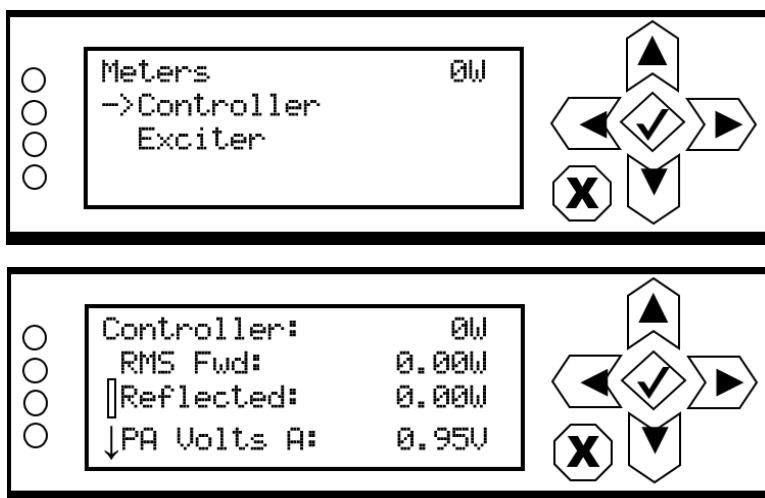 Meters 0W
->Controller
Exciter
X
Controller: 0W
RMS Fwd: 0.00W
Reflected: 0.00W
↓PA Volts A: 0.95V
X